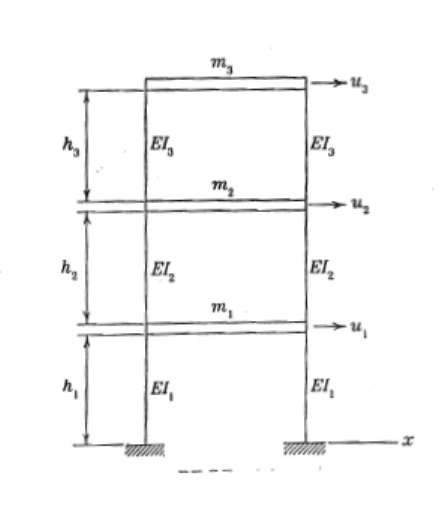 m₃
u₃
h₃ EI₃ EI₃
m₂
u₂
h₂ EI₂ EI₂
m₁
u₁
h₁ EI₁ EI₁
x